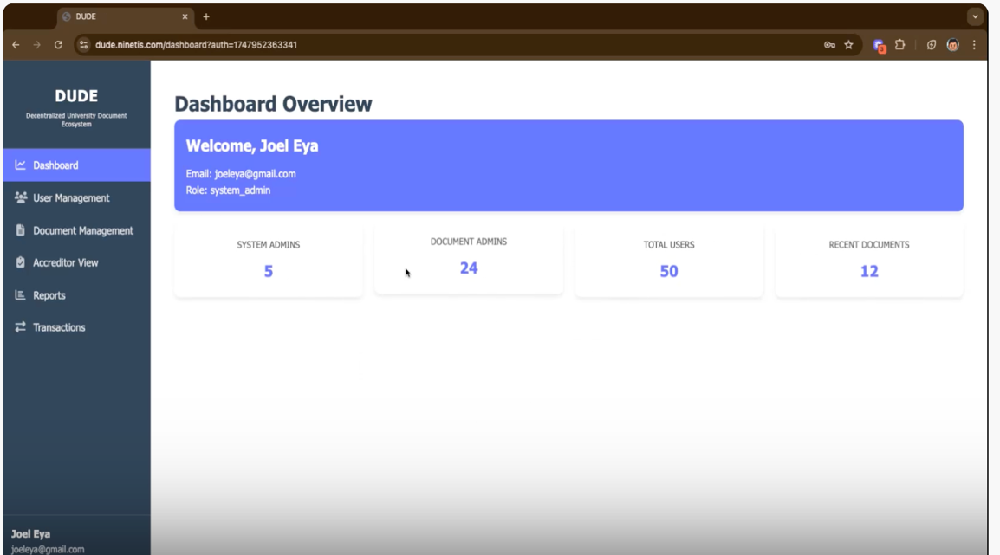 DUDE
dude.ninetis.com/dashboard?auth=1747952363341
2
DUDE
Decentralized University Document
Ecosystem
Dashboard
User Management
Document Management
Accreditor View
Reports
Transactions
Joel Eya
joeleya@gmail.com
Dashboard Overview
Welcome, Joel Eya
Email: joeleya@gmail.com
Role: system_admin
SYSTEM ADMINS
5
DOCUMENT ADMINS
24
TOTAL USERS
50
RECENT DOCUMENTS
12